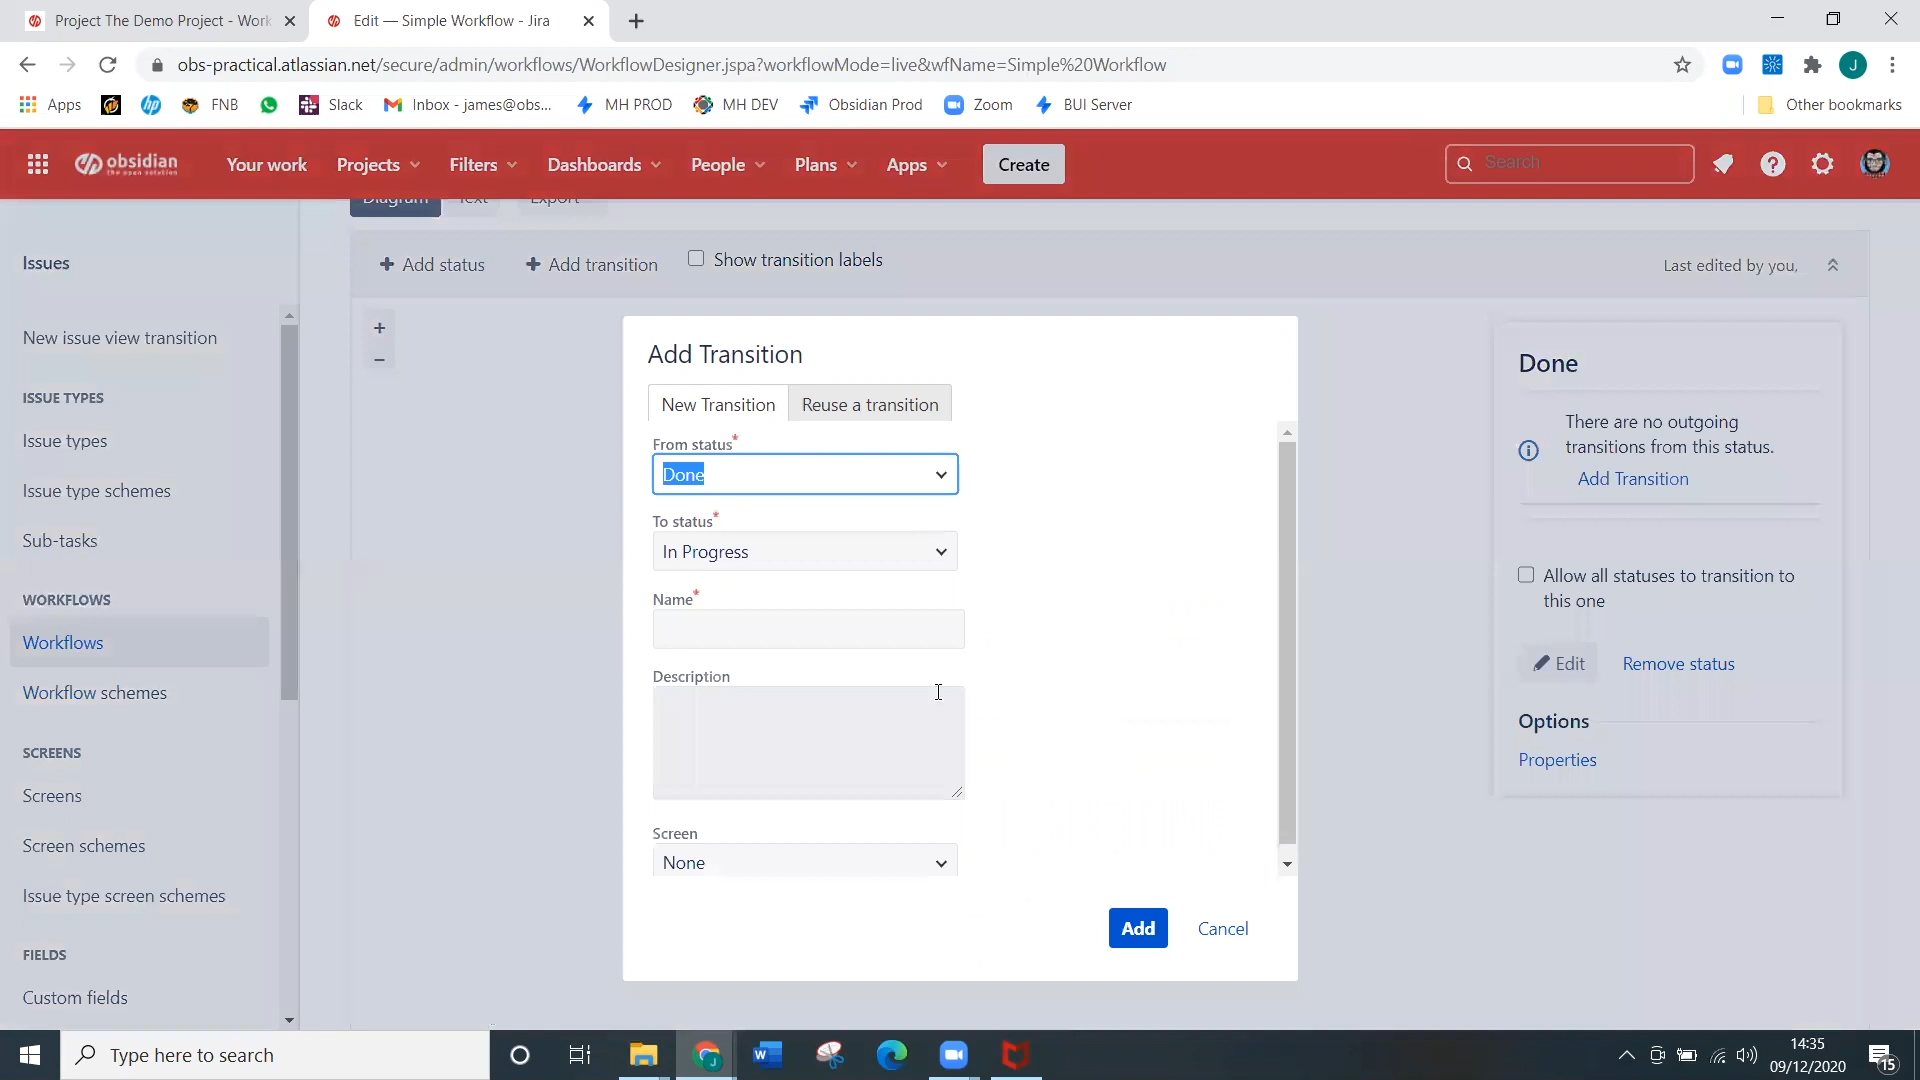 Project The Demo Project - Work
Edit — Simple Workflow - Jira
obs-practical.atlassian.net/secure/admin/workflows/WorkflowDesigner.jspa?workflowMode=live&wfName=Simple%20Workflow
J
Apps
FNB
Slack
Inbox - james@obs...
MH PROD
MH DEV
Obsidian Prod
Zoom
BUI Server
Other bookmarks
obsidian
the open solution
Your work
Projects
Filters
Dashboards
People
Plans
Apps
Create
Search
Diagram
Text
Export
Issues
New issue view transition
ISSUE TYPES
Issue types
Issue type schemes
Sub-tasks
WORKFLOWS
Workflows
Workflow schemes
SCREENS
Screens
Screen schemes
Issue type screen schemes
FIELDS
Custom fields
+ Add status
+ Add transition
Show transition labels
Last edited by you,
+
−
Add Transition
New Transition
Reuse a transition
From status*
Done
To status*
In Progress
Name*
Description
Screen
None
Add
Cancel
Done
There are no outgoing
transitions from this status.
Add Transition
Allow all statuses to transition to
this one
Edit
Remove status
Options
Properties
Type here to search
14:35
09/12/2020
15